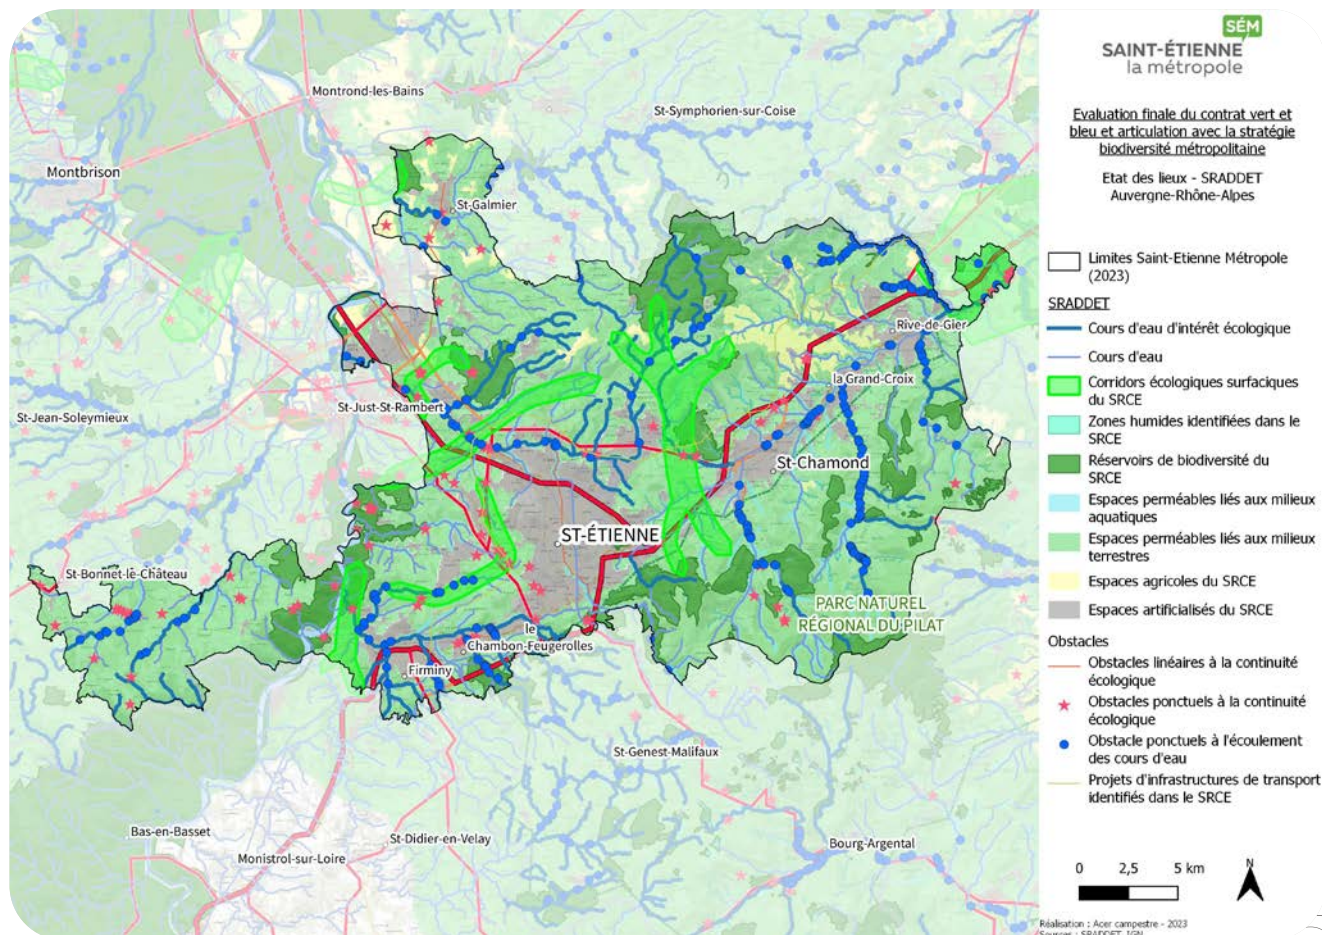 Montrond-les-Bains
St-Symphorien-sur-Coise
Montbrison
St-Galmier
Rive-de-Gier
la Grand-Croix
St-Just-St-Rambert
St-Jean-Soleymieux
St-Chamond
ST-ÉTIENNE
St-Bonnet-le-Château
PARC NATUREL
RÉGIONAL DU PILAT
le
Chambon-Feugerolles
Firminy
St-Genest-Malifaux
Bas-en-Basset
St-Didier-en-Velay
Monistrol-sur-Loire
Bourg-Argental
SÉM
SAINT-ÉTIENNE
la métropole
Evaluation finale du contrat vert et
bleu et articulation avec la stratégie
biodiversité métropolitaine
Etat des lieux - SRADDET
Auvergne-Rhône-Alpes
Limites Saint-Etienne Métropole
(2023)
SRADDET
Cours d'eau d'intérêt écologique
Cours d'eau
Corridors écologiques surfaciques
du SRCE
Zones humides identifiées dans le
SRCE
Réservoirs de biodiversité du
SRCE
Espaces perméables liés aux milieux
aquatiques
Espaces perméables liés aux milieux
terrestres
Espaces agricoles du SRCE
Espaces artificialisés du SRCE
Obstacles
Obstacles linéaires à la continuité
écologique
Obstacles ponctuels à la continuité
écologique
Obstacle ponctuels à l'écoulement
des cours d'eau
Projets d'infrastructures de transport
identifiés dans le SRCE
0 2,5 5 km
N
Réalisation : Acer campestre - 2023
Sources : SRADDET, IGN